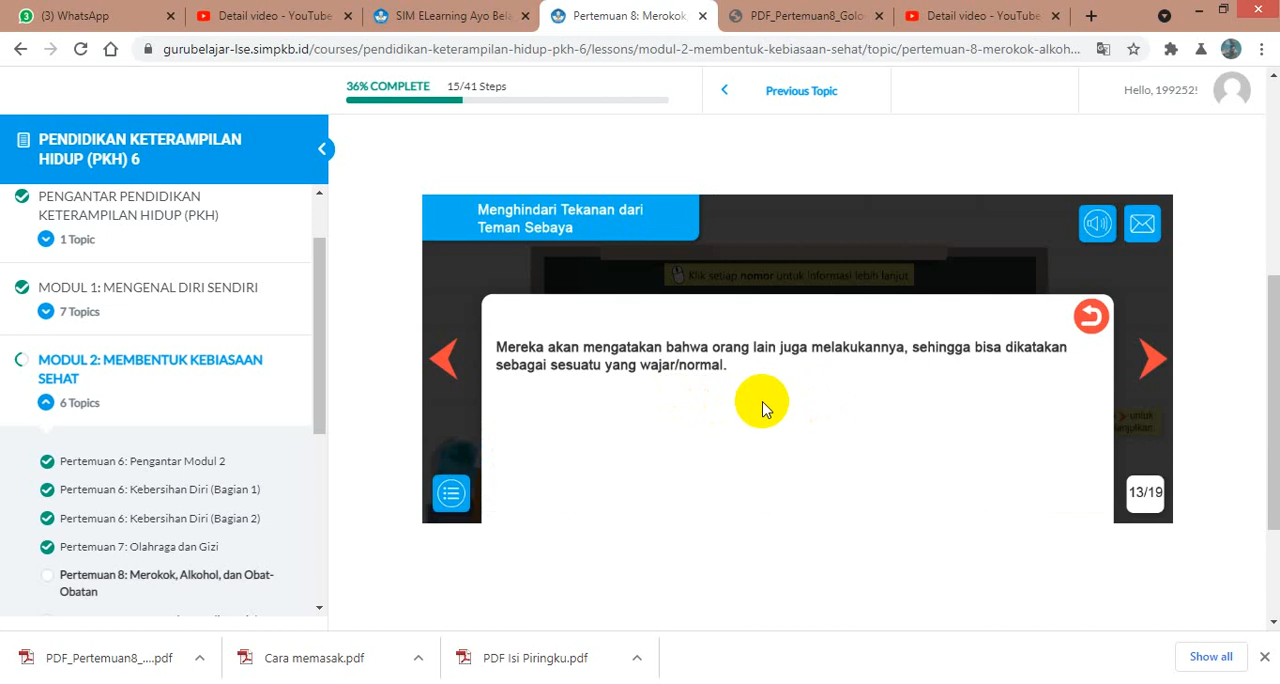 (3) WhatsApp
Detail video - YouTube
SIM ELearning Ayo Bel
Pertemuan 8: Merokok,
PDF_Pertemuan8_Golo
Detail video - YouTube
gurubelajar-lse.simpkb.id/courses/pendidikan-keterampilan-hidup-pkh-6/lessons/modul-2-membentuk-kebiasaan-sehat/topic/pertemuan-8-merokok-alkoh...
36% COMPLETE 15/41 Steps
Previous Topic
Hello, 199252!
PENDIDIKAN KETERAMPILAN
HIDUP (PKH) 6
PENGANTAR PENDIDIKAN
KETERAMPILAN HIDUP (PKH)
1 Topic
MODUL 1: MENGENAL DIRI SENDIRI
7 Topics
MODUL 2: MEMBENTUK KEBIASAAN
SEHAT
6 Topics
Pertemuan 6: Pengantar Modul 2
Pertemuan 6: Kebersihan Diri (Bagian 1)
Pertemuan 6: Kebersihan Diri (Bagian 2)
Pertemuan 7: Olahraga dan Gizi
Pertemuan 8: Merokok, Alkohol, dan Obat-
Obatan
Menghindari Tekanan dari
Teman Sebaya
Klik setiap nomor untuk informasi lebih lanjut
Mereka akan mengatakan bahwa orang lain juga melakukannya, sehingga bisa dikatakan
sebagai sesuatu yang wajar/normal.
untuk
13/19
PDF_Pertemuan8_....pdf
Cara memasak.pdf
PDF Isi Piringku.pdf
Show all